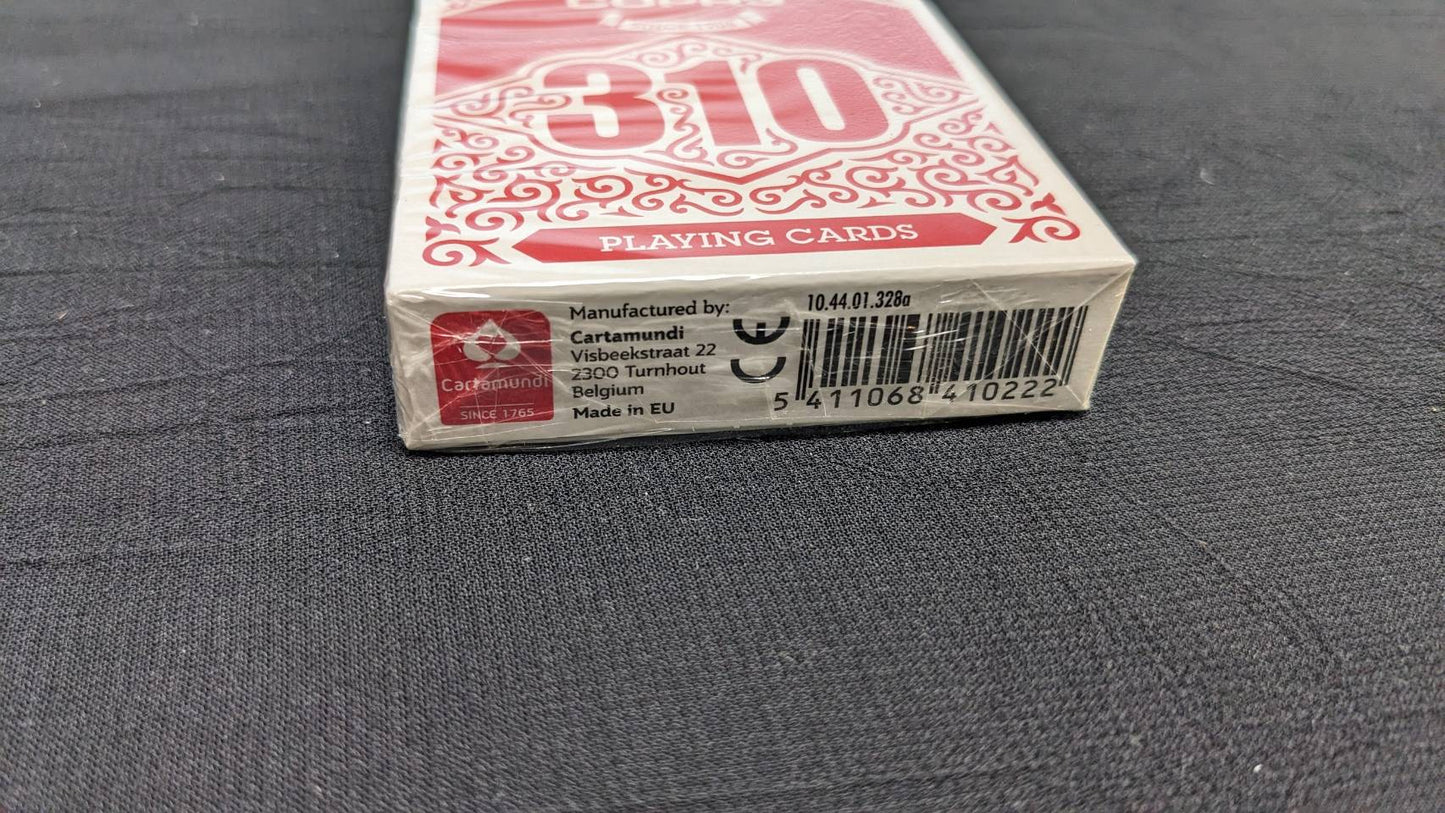 310
PLAYING CARDS
Cartamundi
SINCE 1765
Manufactured by:
Cartamundi
Visbeekstraat 22
2300 Turnhout
Belgium
Made in EU
CE
10.44.01.328a
5 411068 410222